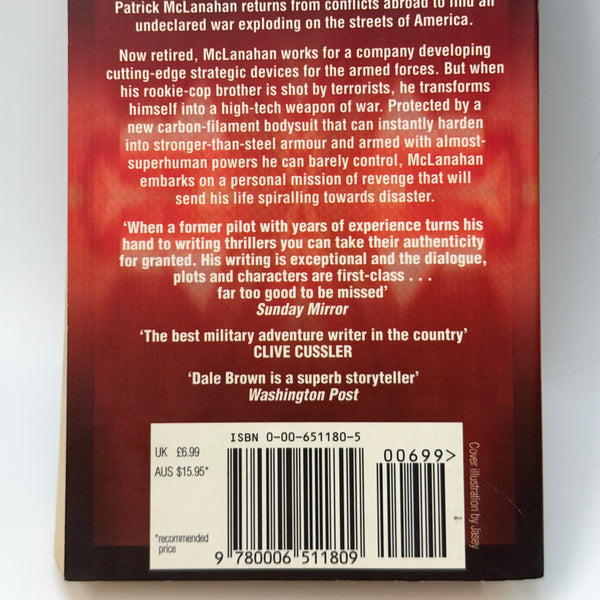 Patrick McLanahan returns from conflicts abroad to find an
undeclared war exploding on the streets of America.
Now retired, McLanahan works for a company developing
cutting-edge strategic devices for the armed forces. But when
his rookie-cop brother is shot by terrorists, he transforms
himself into a high-tech weapon of war. Protected by a
new carbon-filament bodysuit that can instantly harden
into stronger-than-steel armour and armed with almost-
superhuman powers he can barely control, McLanahan
embarks on a personal mission of revenge that will
send his life spiralling towards disaster.
‘When a former pilot with years of experience turns his
hand to writing thrillers you can take their authenticity
for granted. His writing is exceptional and the dialogue,
plots and characters are first-class . . .
far too good to be missed’
Sunday Mirror
‘The best military adventure writer in the country’
CLIVE CUSSLER
‘Dale Brown is a superb storyteller’
Washington Post
ISBN 0-00-651180-5
UK £6.99
AUS $15.95*
*recommended
price
00699>
9 780006 511809
Cover illustration by Jasey